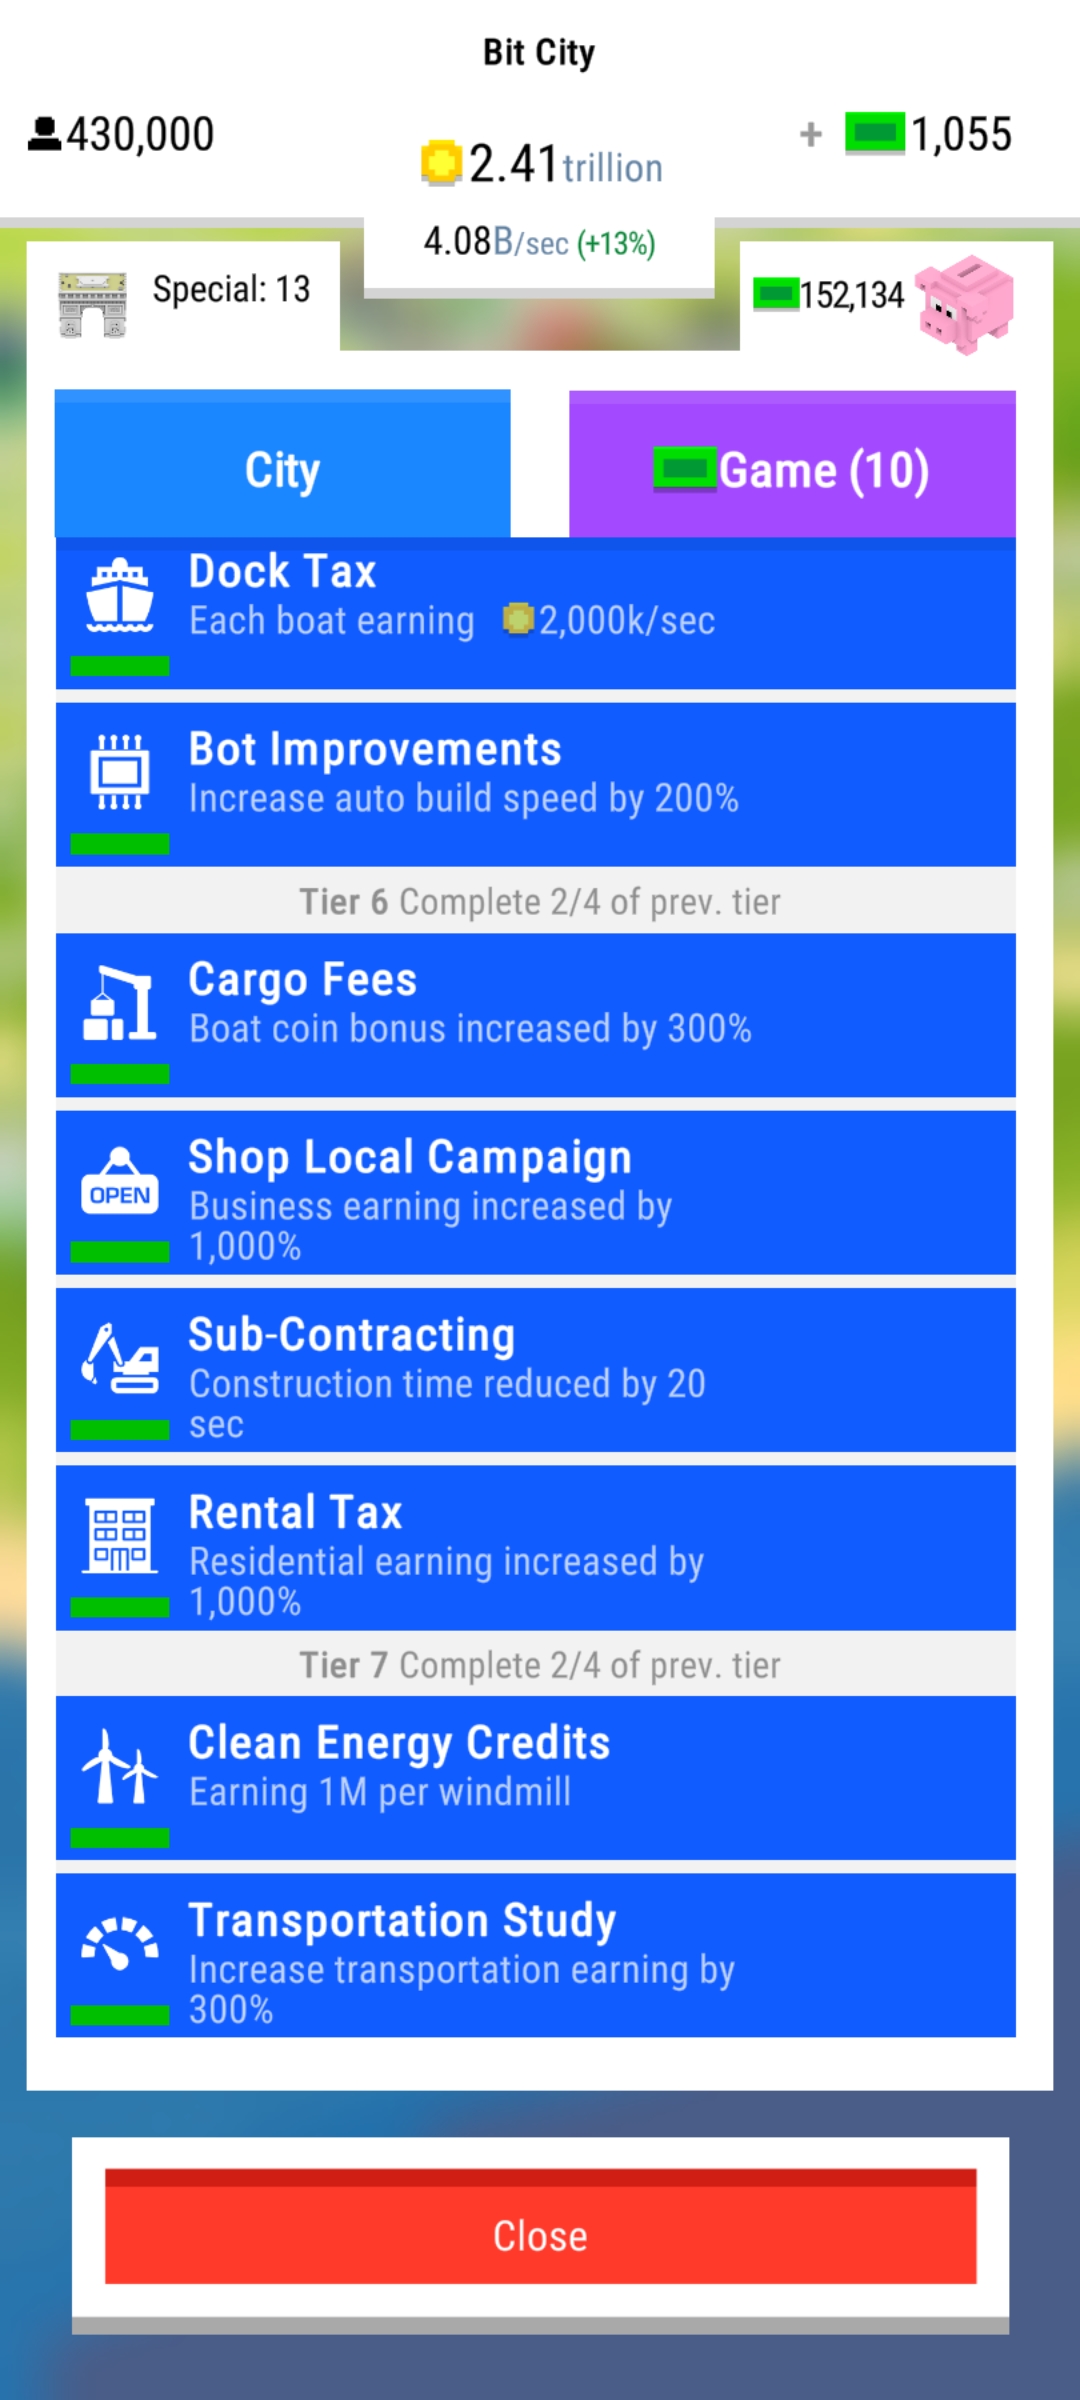 Bit City
430,000
2.41 trillion
+ 1,055
4.08B/sec (+13%)
Special: 13
152,134
City
Game (10)
Dock Tax
Each boat earning 2,000k/sec
Bot Improvements
Increase auto build speed by 200%
Tier 6 Complete 2/4 of prev. tier
Cargo Fees
Boat coin bonus increased by 300%
OPEN
Shop Local Campaign
Business earning increased by
1,000%
Sub-Contracting
Construction time reduced by 20
sec
Rental Tax
Residential earning increased by
1,000%
Tier 7 Complete 2/4 of prev. tier
Clean Energy Credits
Earning 1M per windmill
Transportation Study
Increase transportation earning by
300%
Close